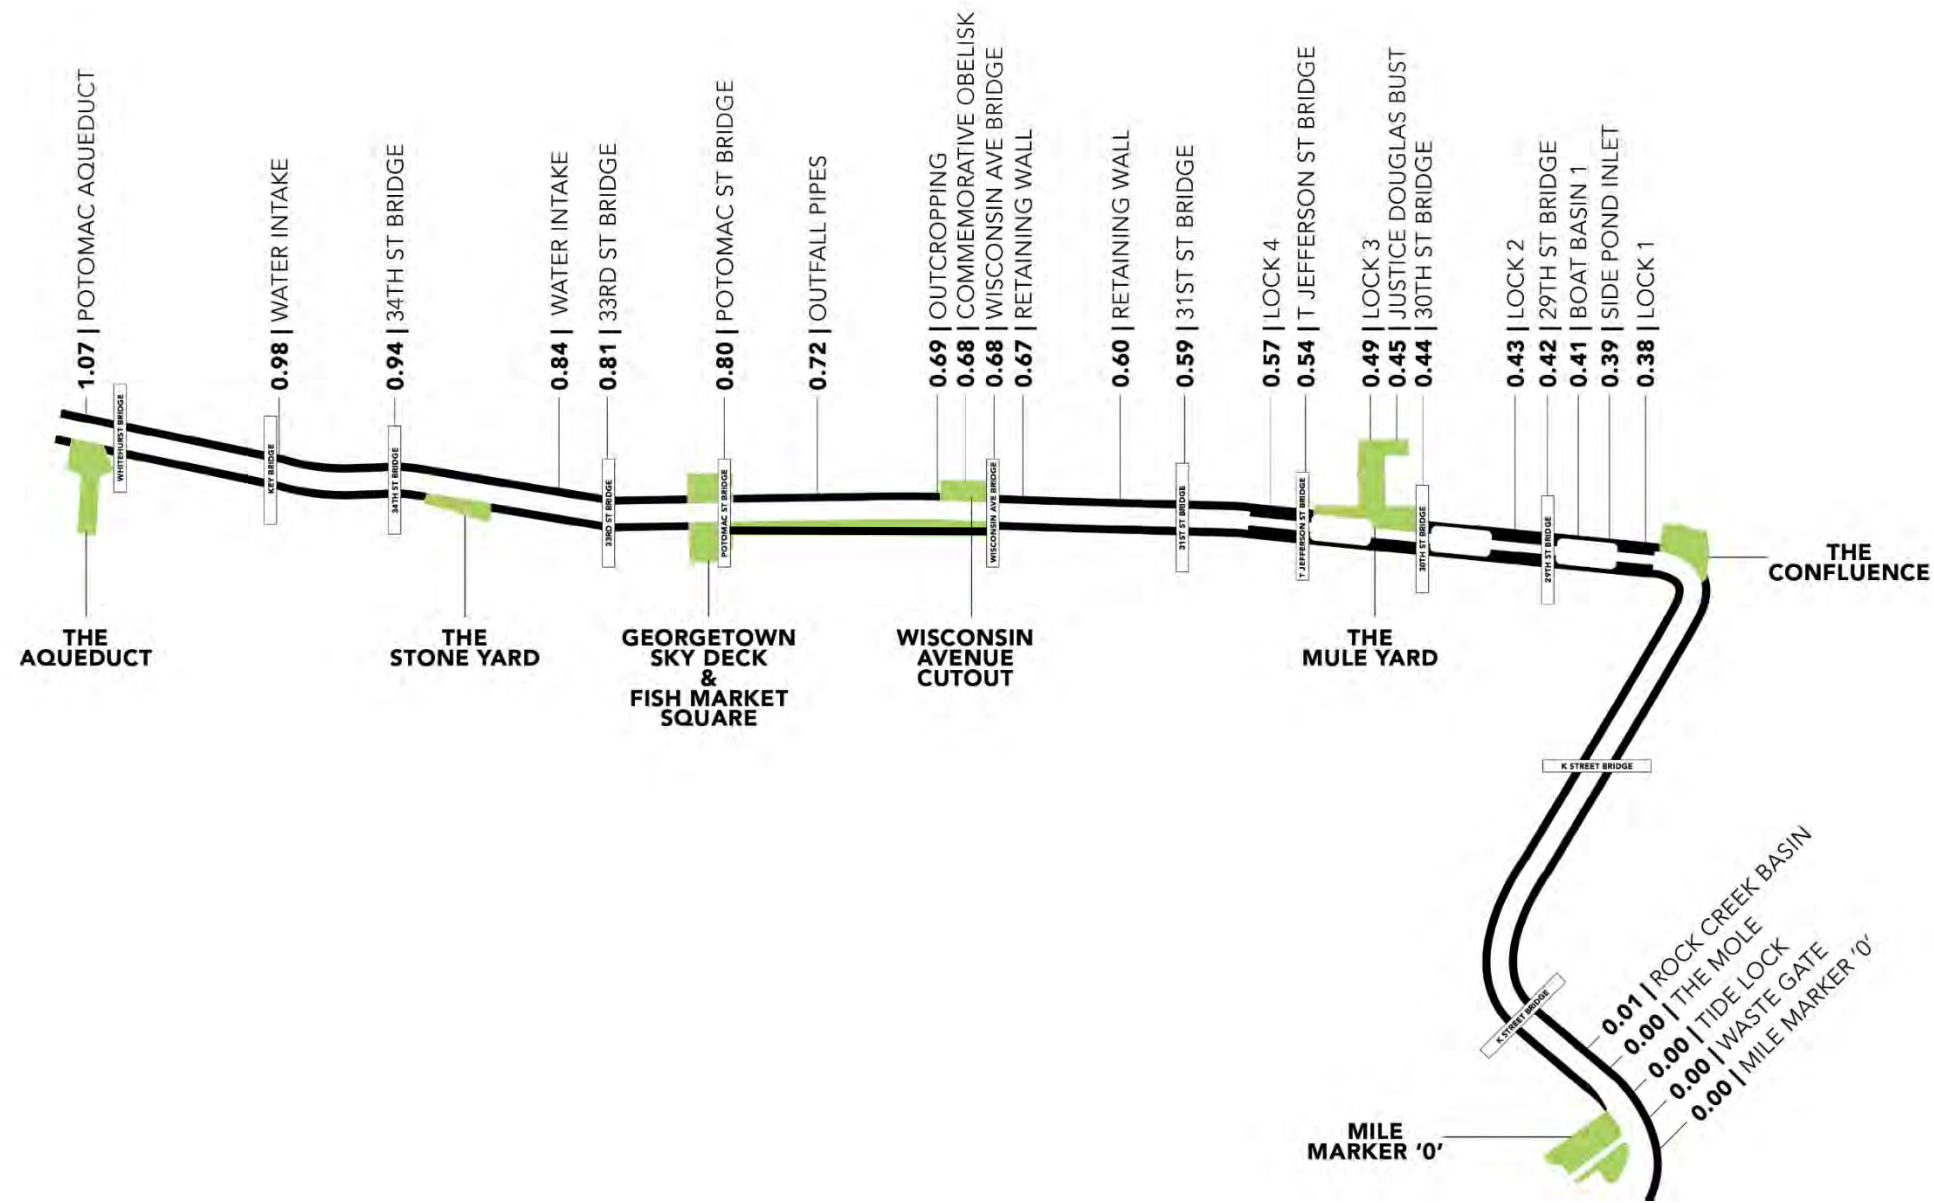 1.07 | POTOMAC AQUEDUCT
0.98 | WATER INTAKE
0.94 | 34TH ST BRIDGE
0.84 | WATER INTAKE
0.81 | 33RD ST BRIDGE
0.80 | POTOMAC ST BRIDGE
0.72 | OUTFALL PIPES
0.69 | OUTCROPPING
0.68 | COMMEMORATIVE OBELISK
0.68 | WISCONSIN AVE BRIDGE
0.67 | RETAINING WALL
0.60 | RETAINING WALL
0.59 | 31ST ST BRIDGE
0.57 | LOCK 4
0.54 | T JEFFERSON ST BRIDGE
0.49 | LOCK 3
0.45 | JUSTICE DOUGLAS BUST
0.44 | 30TH ST BRIDGE
0.43 | LOCK 2
0.42 | 29TH ST BRIDGE
0.41 | BOAT BASIN 1
0.39 | SIDE POND INLET
0.38 | LOCK 1
WHITEHURST BRIDGE
KEY BRIDGE
34TH ST BRIDGE
33RD ST BRIDGE
POTOMAC ST BRIDGE
WISCONSIN AVE BRIDGE
31ST ST BRIDGE
T JEFFERSON ST BRIDGE
30TH ST BRIDGE
29TH ST BRIDGE
THE
CONFLUENCE
THE
AQUEDUCT
THE
STONE YARD
GEORGETOWN
SKY DECK
&
FISH MARKET
SQUARE
WISCONSIN
AVENUE
CUTOUT
THE
MULE YARD
K STREET BRIDGE
K STREET BRIDGE
0.01 | ROCK CREEK BASIN
0.00 | THE MOLE
0.00 | TIDE LOCK
0.00 | WASTE GATE
0.00 | MILE MARKER ‘0’
MILE
MARKER ‘0’